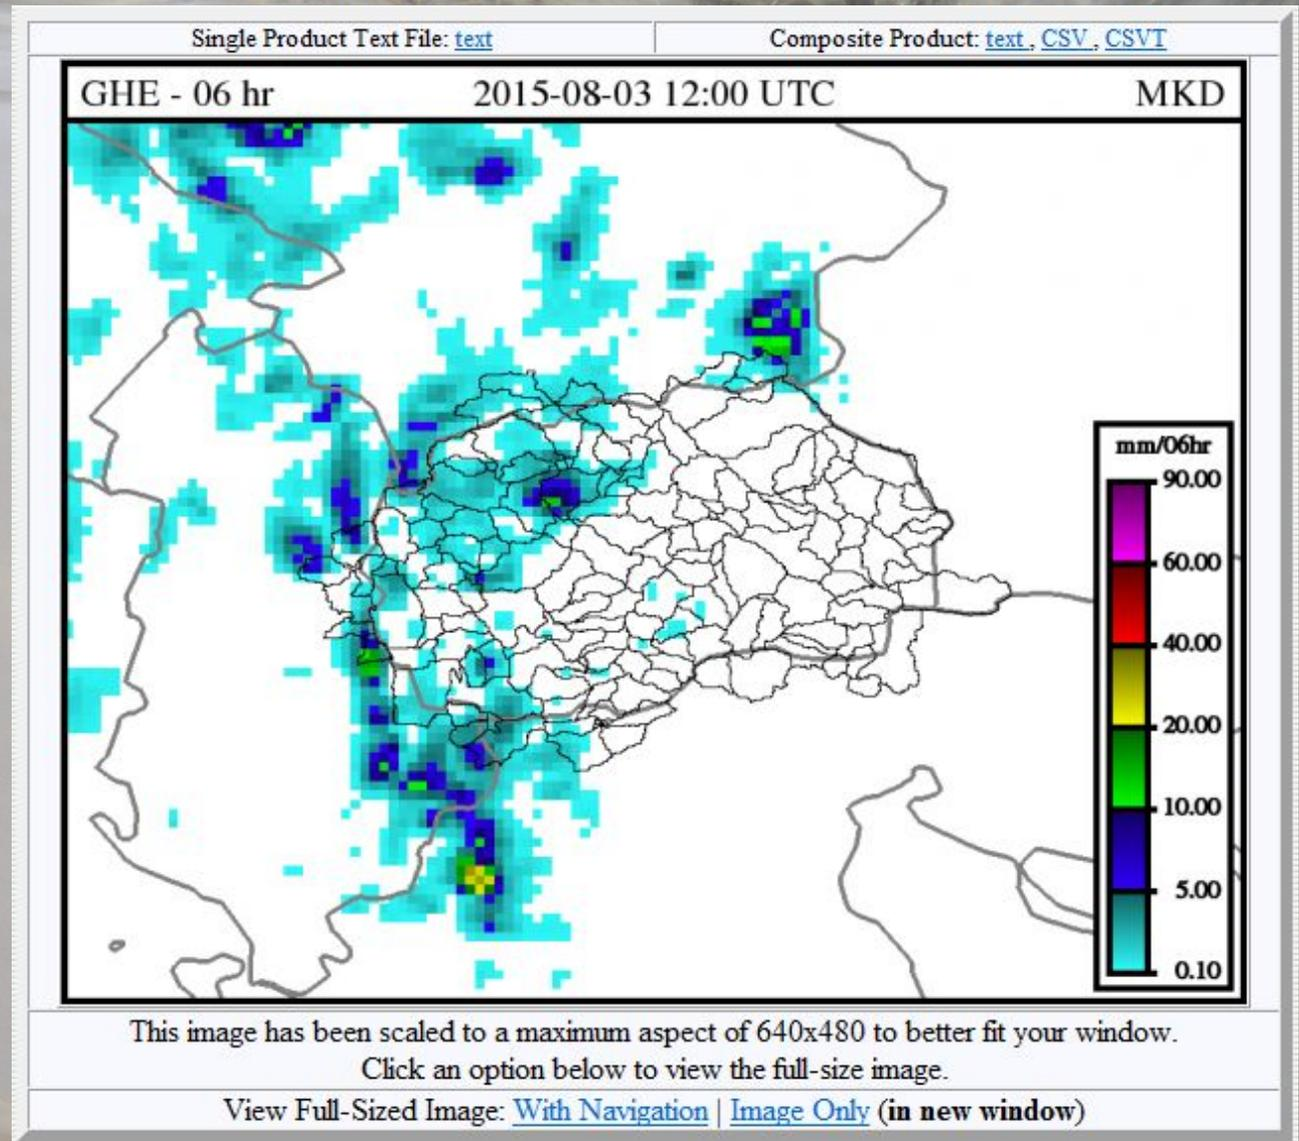 Single Product Text File: text
Composite Product: text , CSV , CSVT
GHE - 06 hr 2015-08-03 12:00 UTC MKD
mm/06hr
90.00
60.00
40.00
20.00
10.00
5.00
0.10
This image has been scaled to a maximum aspect of 640x480 to better fit your window.
Click an option below to view the full-size image.
View Full-Sized Image: With Navigation | Image Only (in new window)